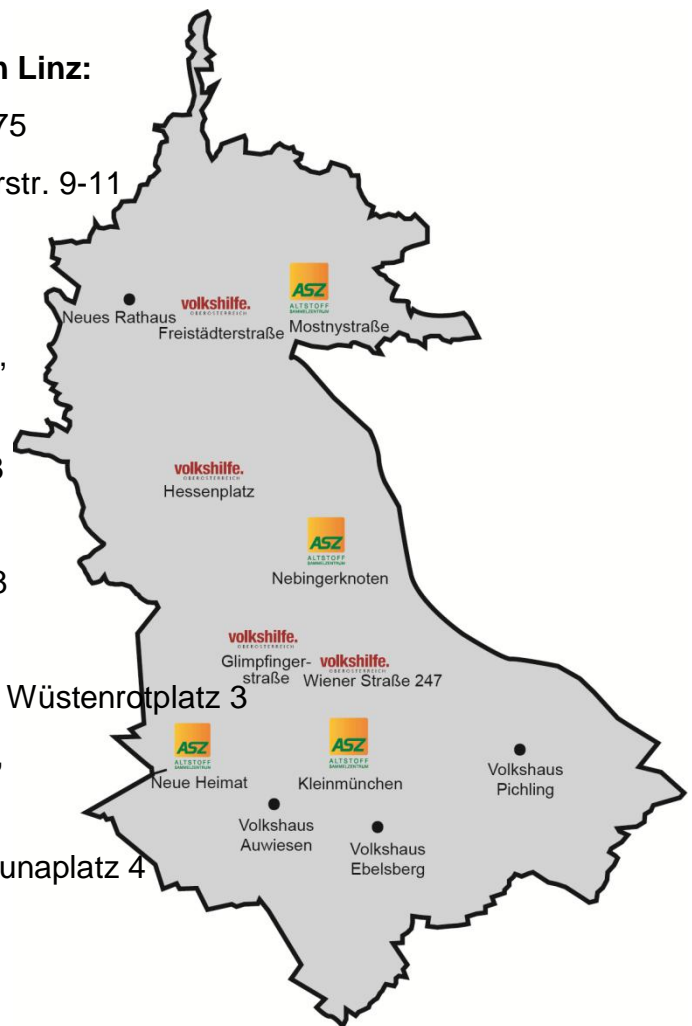 n Linz:
75
rstr. 9-11
ASZ
ALTSTOFF
SAMMELZENTRUM
Mostnystraße
Neues Rathaus
volkshilfe.
OBERÖSTERREICH
Freistädterstraße
,
3
volkshilfe.
OBERÖSTERREICH
Hessenplatz
ASZ
ALTSTOFF
SAMMELZENTRUM
Nebingerknoten
3
volkshilfe.
OBERÖSTERREICH
Glimpfinger-
straße
volkshilfe.
OBERÖSTERREICH
Wiener Straße 247
Wüstenrotplatz 3
ASZ
ALTSTOFF
SAMMELZENTRUM
Neue Heimat
ASZ
ALTSTOFF
SAMMELZENTRUM
Kleinmünchen
,
Volkshaus
Pichling
Volkshaus
Auwiesen
Volkshaus
Ebelsberg
unaplatz 4